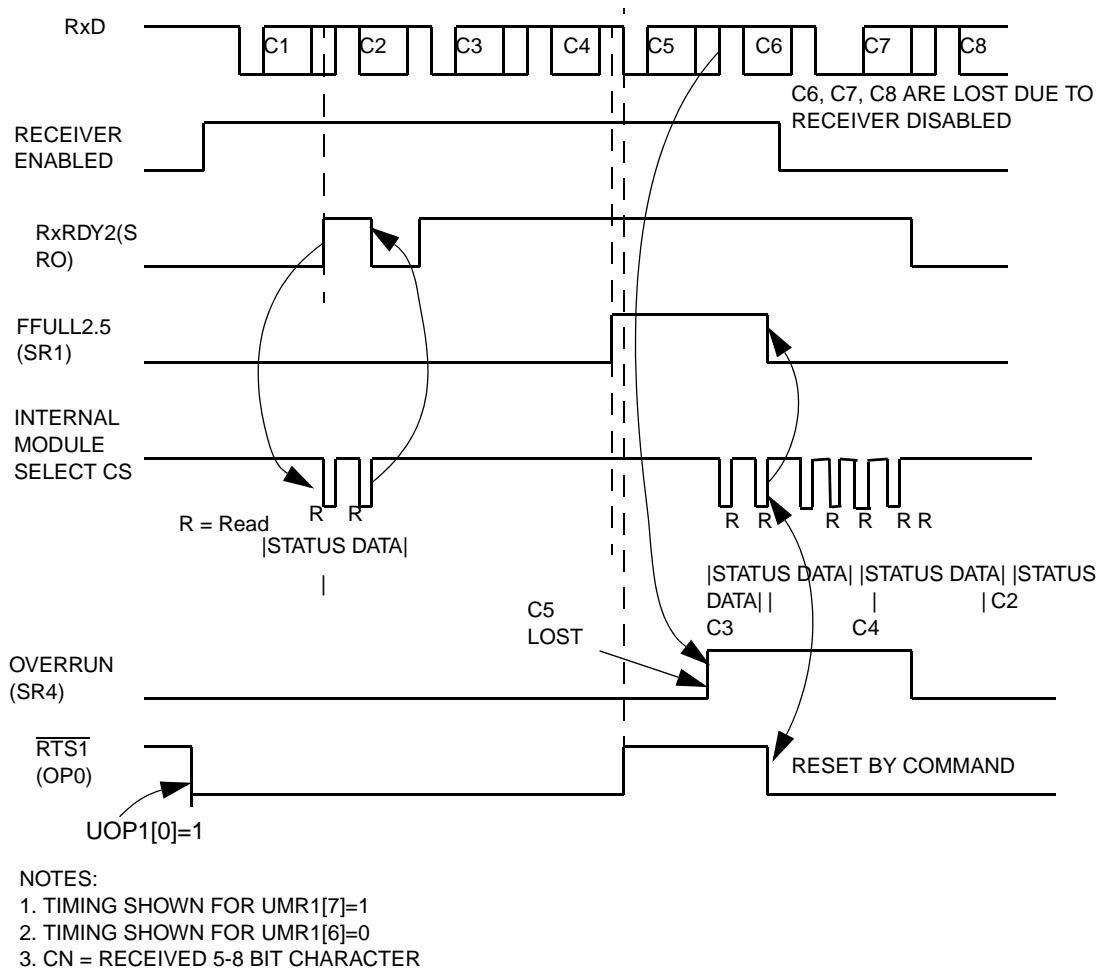 RxD
C1 C2 C3 C4 C5 C6 C7 C8
C6, C7, C8 ARE LOST DUE TO
RECEIVER DISABLED
RECEIVER
ENABLED
RxRDY2(S
RO)
FFULL2.5
(SR1)
INTERNAL
MODULE
SELECT CS
R = Read
R R
R R R R R R
|STATUS DATA|
|
|STATUS DATA| |STATUS DATA| |STATUS
DATA| | | | C2
C3 C4
C5
LOST
OVERRUN
(SR4)
RTS1
(OP0)
RESET BY COMMAND
UOP1[0]=1
NOTES:
1. TIMING SHOWN FOR UMR1[7]=1
2. TIMING SHOWN FOR UMR1[6]=0
3. CN = RECEIVED 5-8 BIT CHARACTER